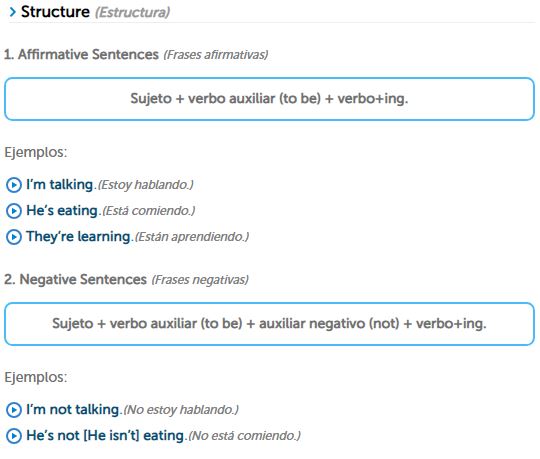 Structure (Estructura)
1. Affirmative Sentences (Frases afirmativas)
Sujeto + verbo auxiliar (to be) + verbo+ing.
Ejemplos:
I’m talking.(Estoy hablando.)
He’s eating.(Está comiendo.)
They’re learning.(Están aprendiendo.)
2. Negative Sentences (Frases negativas)
Sujeto + verbo auxiliar (to be) + auxiliar negativo (not) + verbo+ing.
Ejemplos:
I’m not talking.(No estoy hablando.)
He’s not [He isn’t] eating.(No está comiendo.)